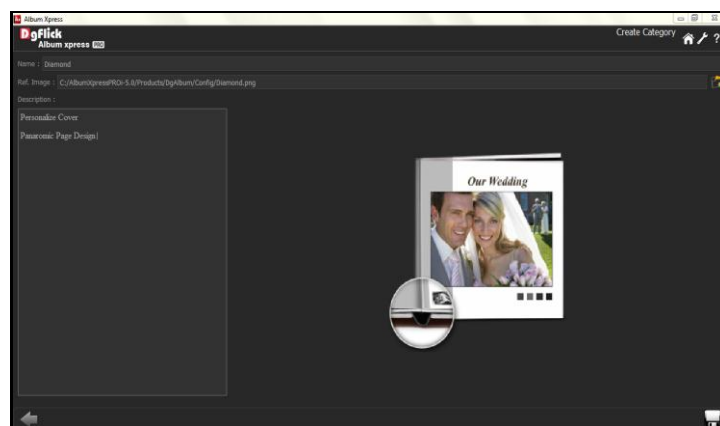 Album Xpress
DgFlick
Album xpress PRO
Create Category
?
Name : Diamond
Ref. Image : C:/AlbumXpressPROi-5.0/Products/DgAlbum/Config/Diamond.png
Description :
Personalize Cover
Panaromic Page Design
Our Wedding